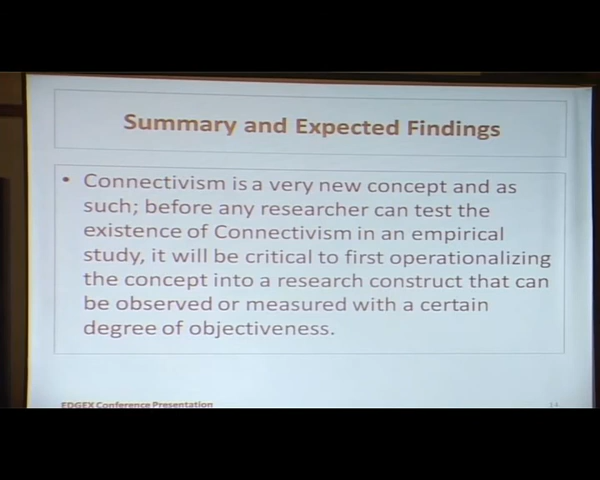 Summary and Expected Findings
• Connectivism is a very new concept and as
such; before any researcher can test the
existence of Connectivism in an empirical
study, it will be critical to first operationalizing
the concept into a research construct that can
be observed or measured with a certain
degree of objectiveness.
EDGEX Conference Presentation